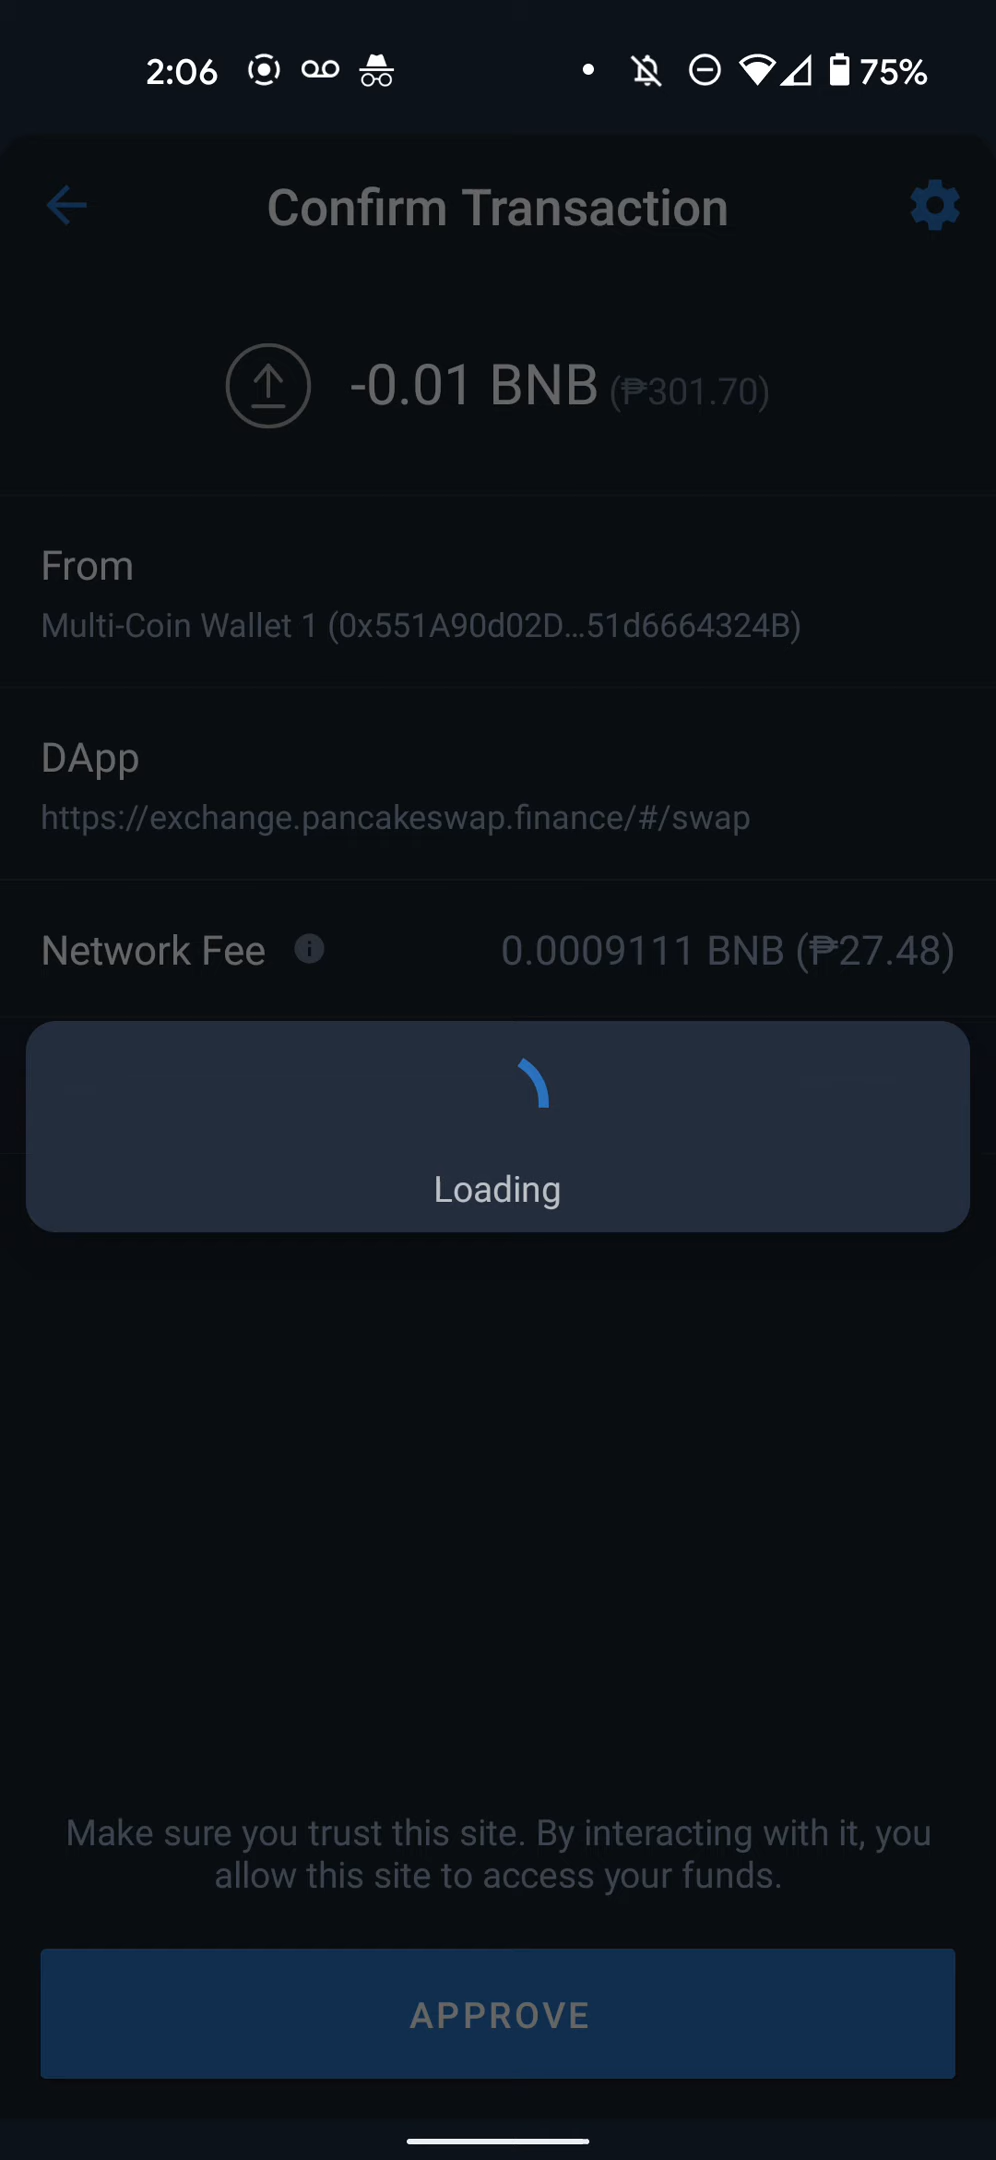 2:06
75%
Confirm Transaction
-0.01 BNB (₱301.70)
From
Multi-Coin Wallet 1 (0x551A90d02D...51d6664324B)
DApp
https://exchange.pancakeswap.finance/#/swap
Network Fee
0.0009111 BNB (₱27.48)
Loading
Make sure you trust this site. By interacting with it, you
allow this site to access your funds.
APPROVE